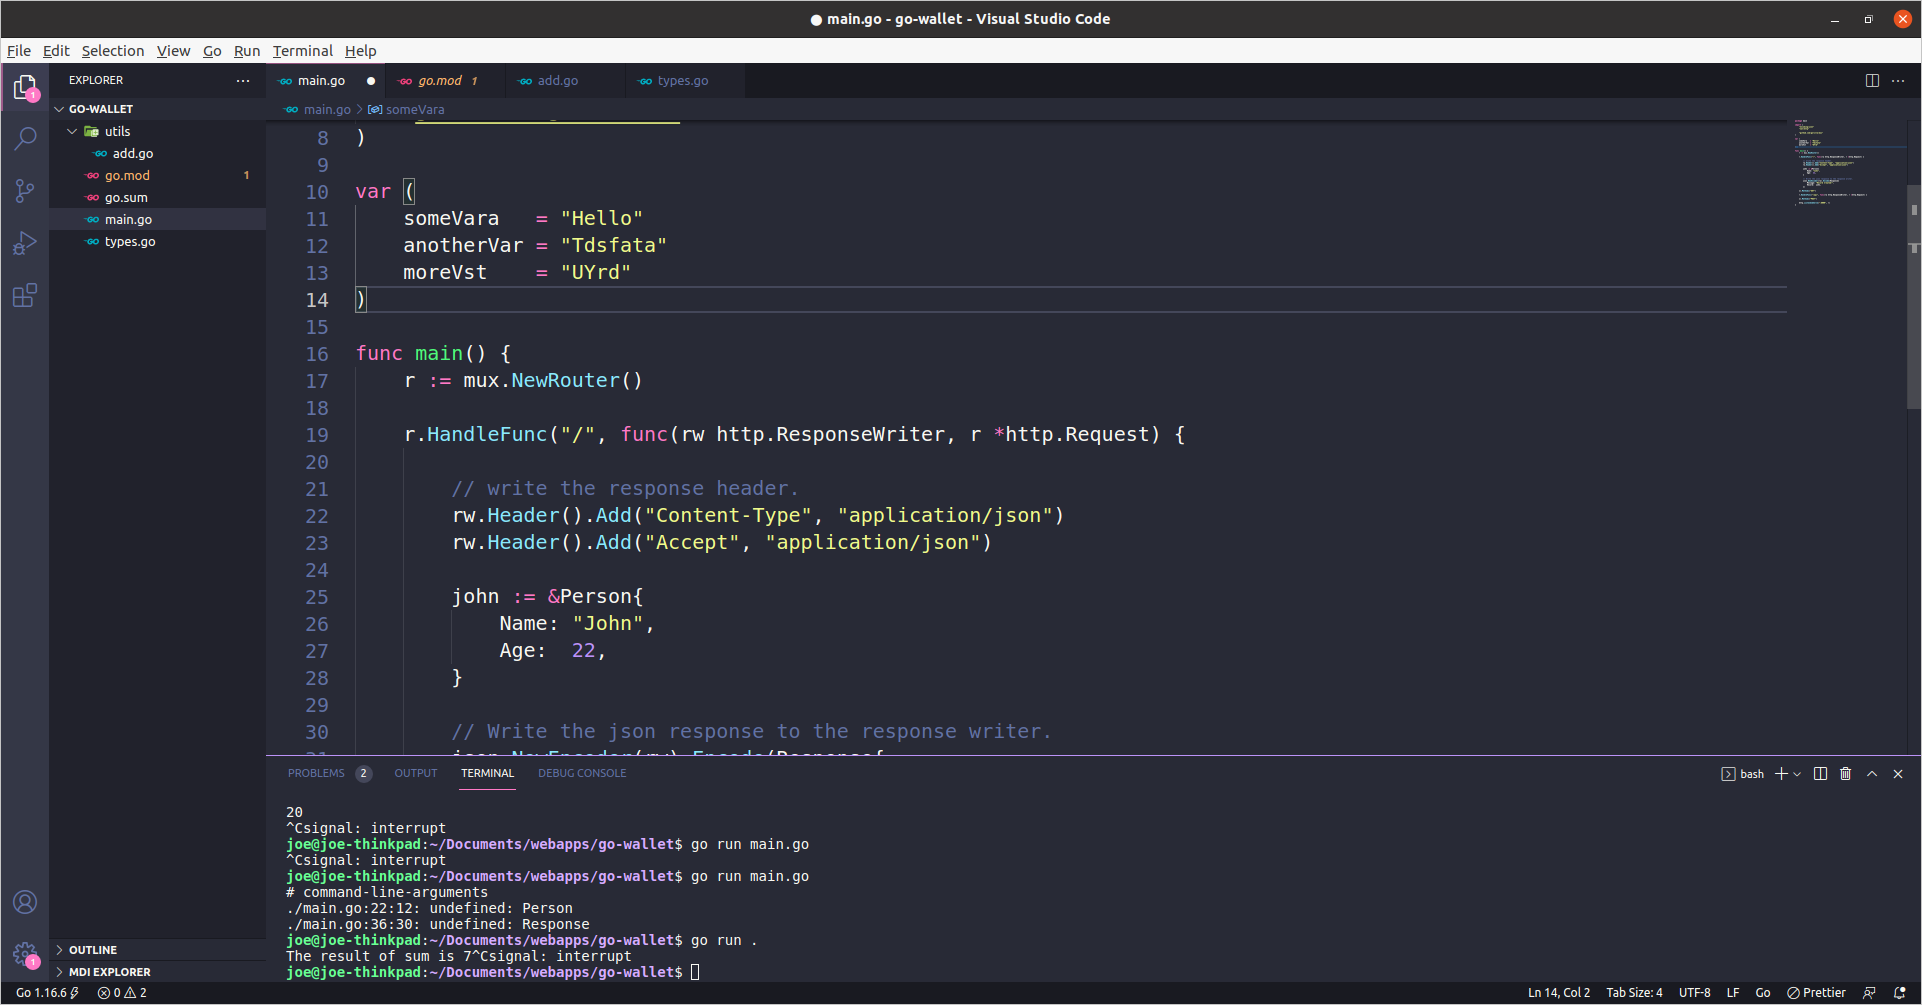 main.go - go-wallet - Visual Studio Code
File Edit Selection View Go Run Terminal Help
EXPLORER
main.go
go.mod 1
add.go
types.go
main.go > someVara
GO-WALLET
utils
add.go
go.mod 1
go.sum
main.go
types.go
OUTLINE
MDI EXPLORER
1
1
8 )
9
10 var (
11     someVara   = "Hello"
12     anotherVar = "Tdsfata"
13     moreVst    = "UYrd"
14 )
15
16 func main() {
17     r := mux.NewRouter()
18
19     r.HandleFunc("/", func(rw http.ResponseWriter, r *http.Request) {
20
21         // write the response header.
22         rw.Header().Add("Content-Type", "application/json")
23         rw.Header().Add("Accept", "application/json")
24
25         john := &Person{
26             Name: "John",
27             Age:  22,
28         }
29
30         // Write the json response to the response writer.
31         json.NewEncoder(rw).Encode(Response{
PROBLEMS 2 OUTPUT TERMINAL DEBUG CONSOLE
bash
20
^Csignal: interrupt
joe@joe-thinkpad:~/Documents/webapps/go-wallet$ go run main.go
^Csignal: interrupt
joe@joe-thinkpad:~/Documents/webapps/go-wallet$ go run main.go
# command-line-arguments
./main.go:22:12: undefined: Person
./main.go:36:30: undefined: Response
joe@joe-thinkpad:~/Documents/webapps/go-wallet$ go run .
The result of sum is 7^Csignal: interrupt
joe@joe-thinkpad:~/Documents/webapps/go-wallet$
Go 1.16.6 0 2 Ln 14, Col 2 Tab Size: 4 UTF-8 LF Go Prettier